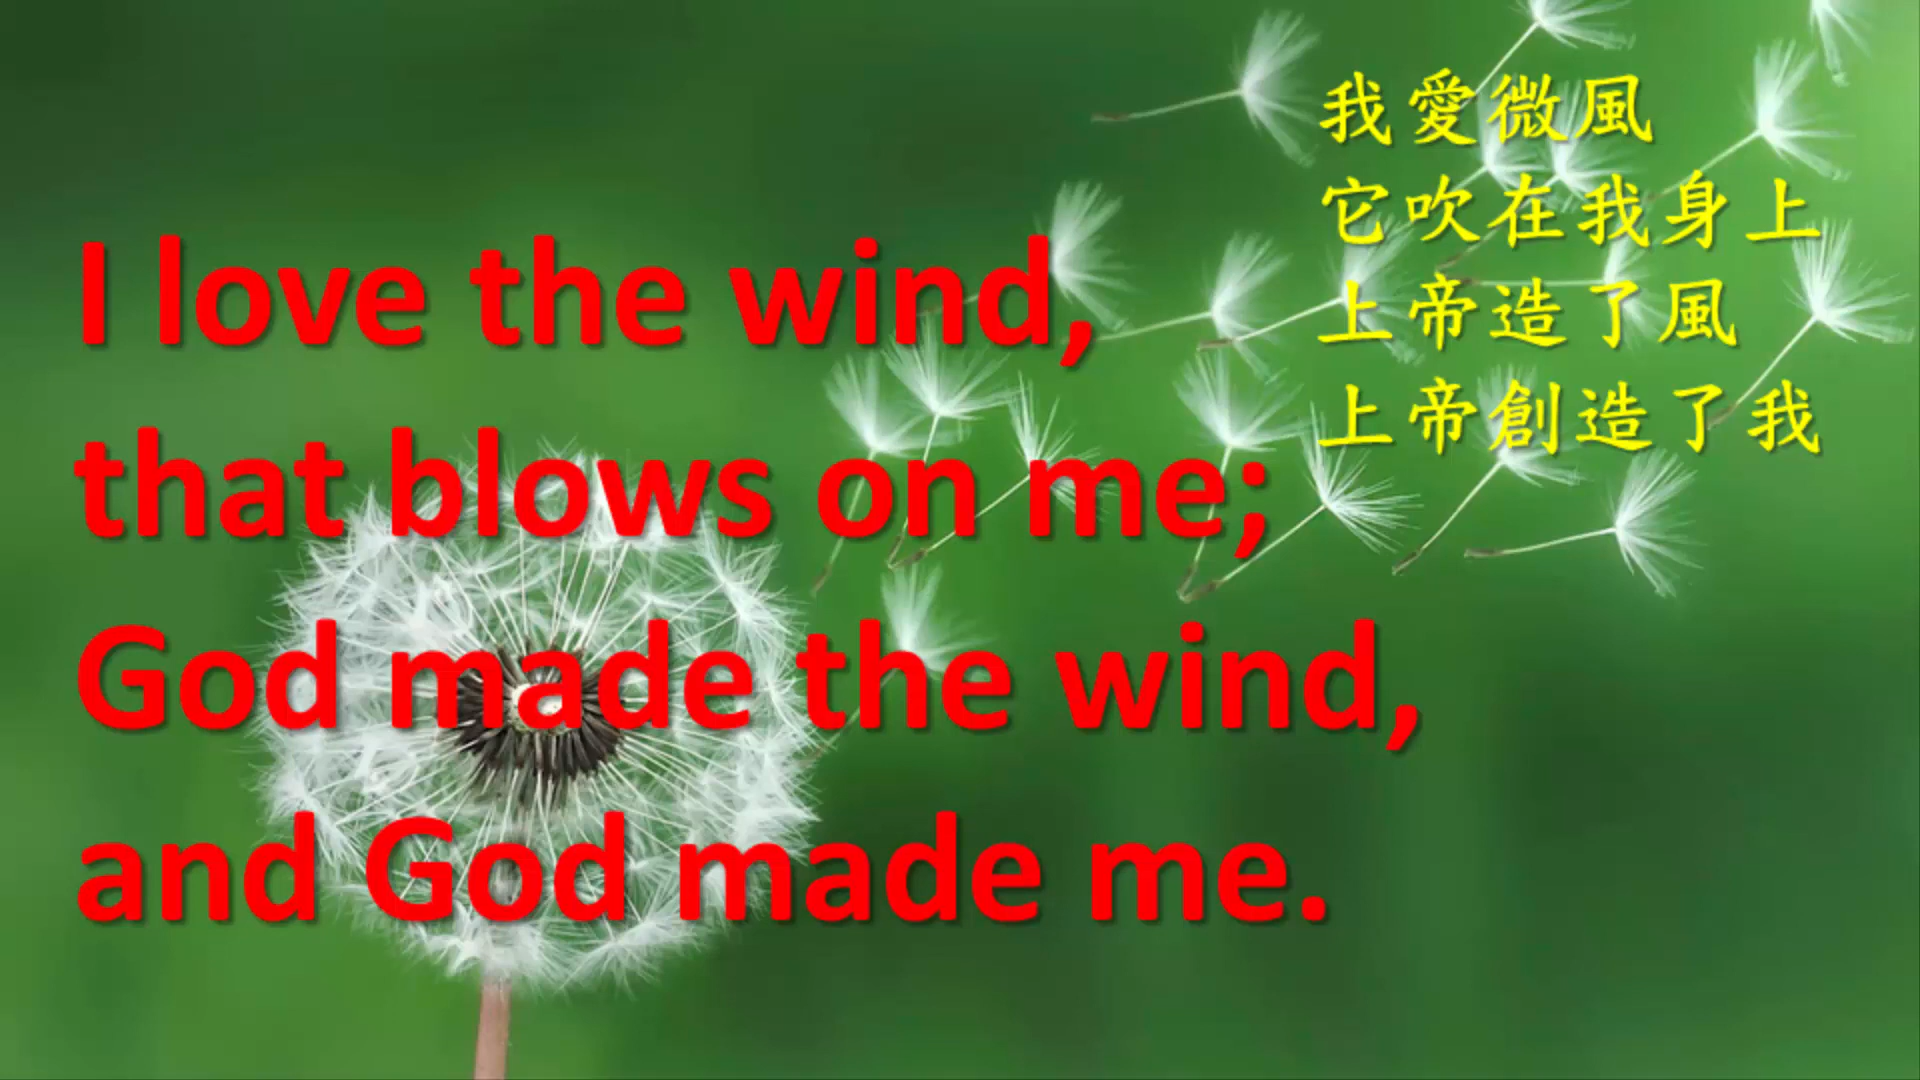 I love the wind,
that blows on me;
God made the wind,
and God made me.
我愛微風
它吹在我身上
上帝造了風
上帝創造了我